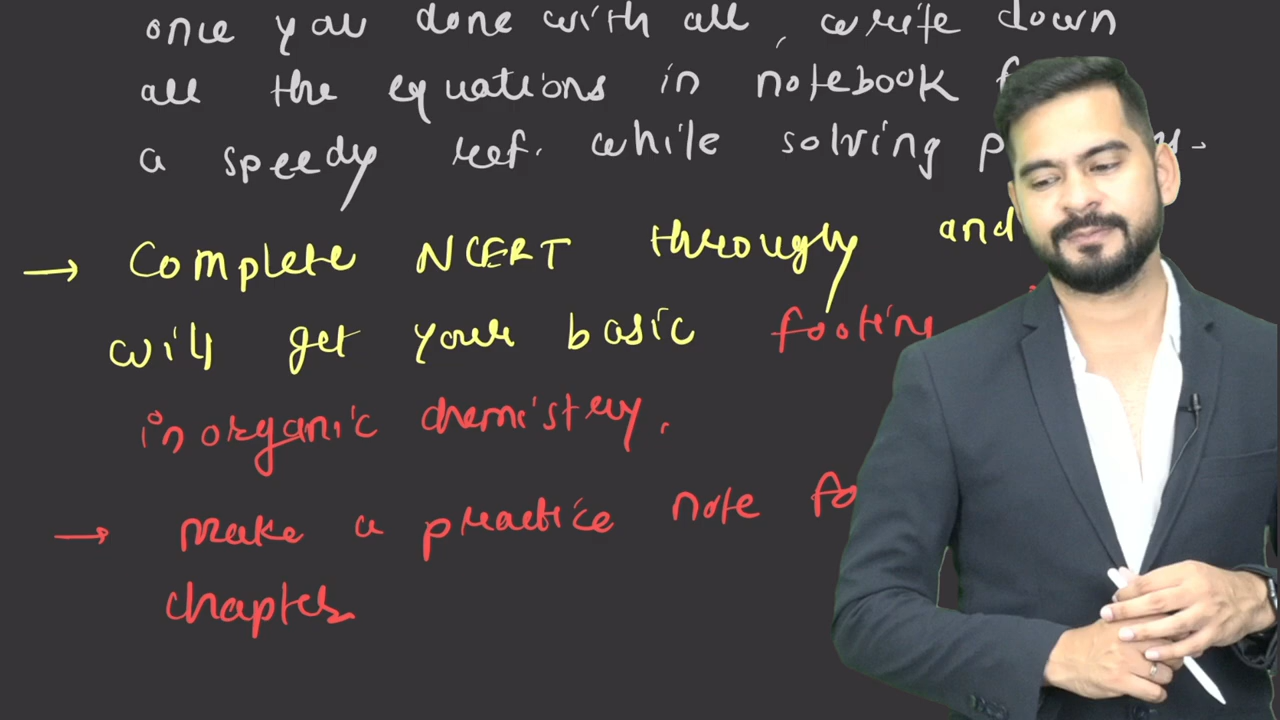 once you done with all, write down
all the equations in notebook
a speedy ref. while solving
→ Complete NCERT throughly and
will get your basic footing
inorganic chemistry.
→ Make a practice note
chapter